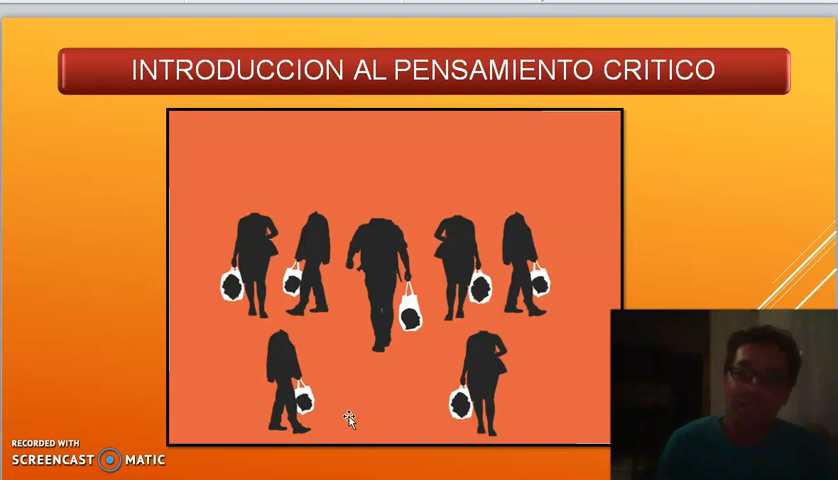 INTRODUCCION AL PENSAMIENTO CRITICO
RECORDED WITH
SCREENCAST MATIC